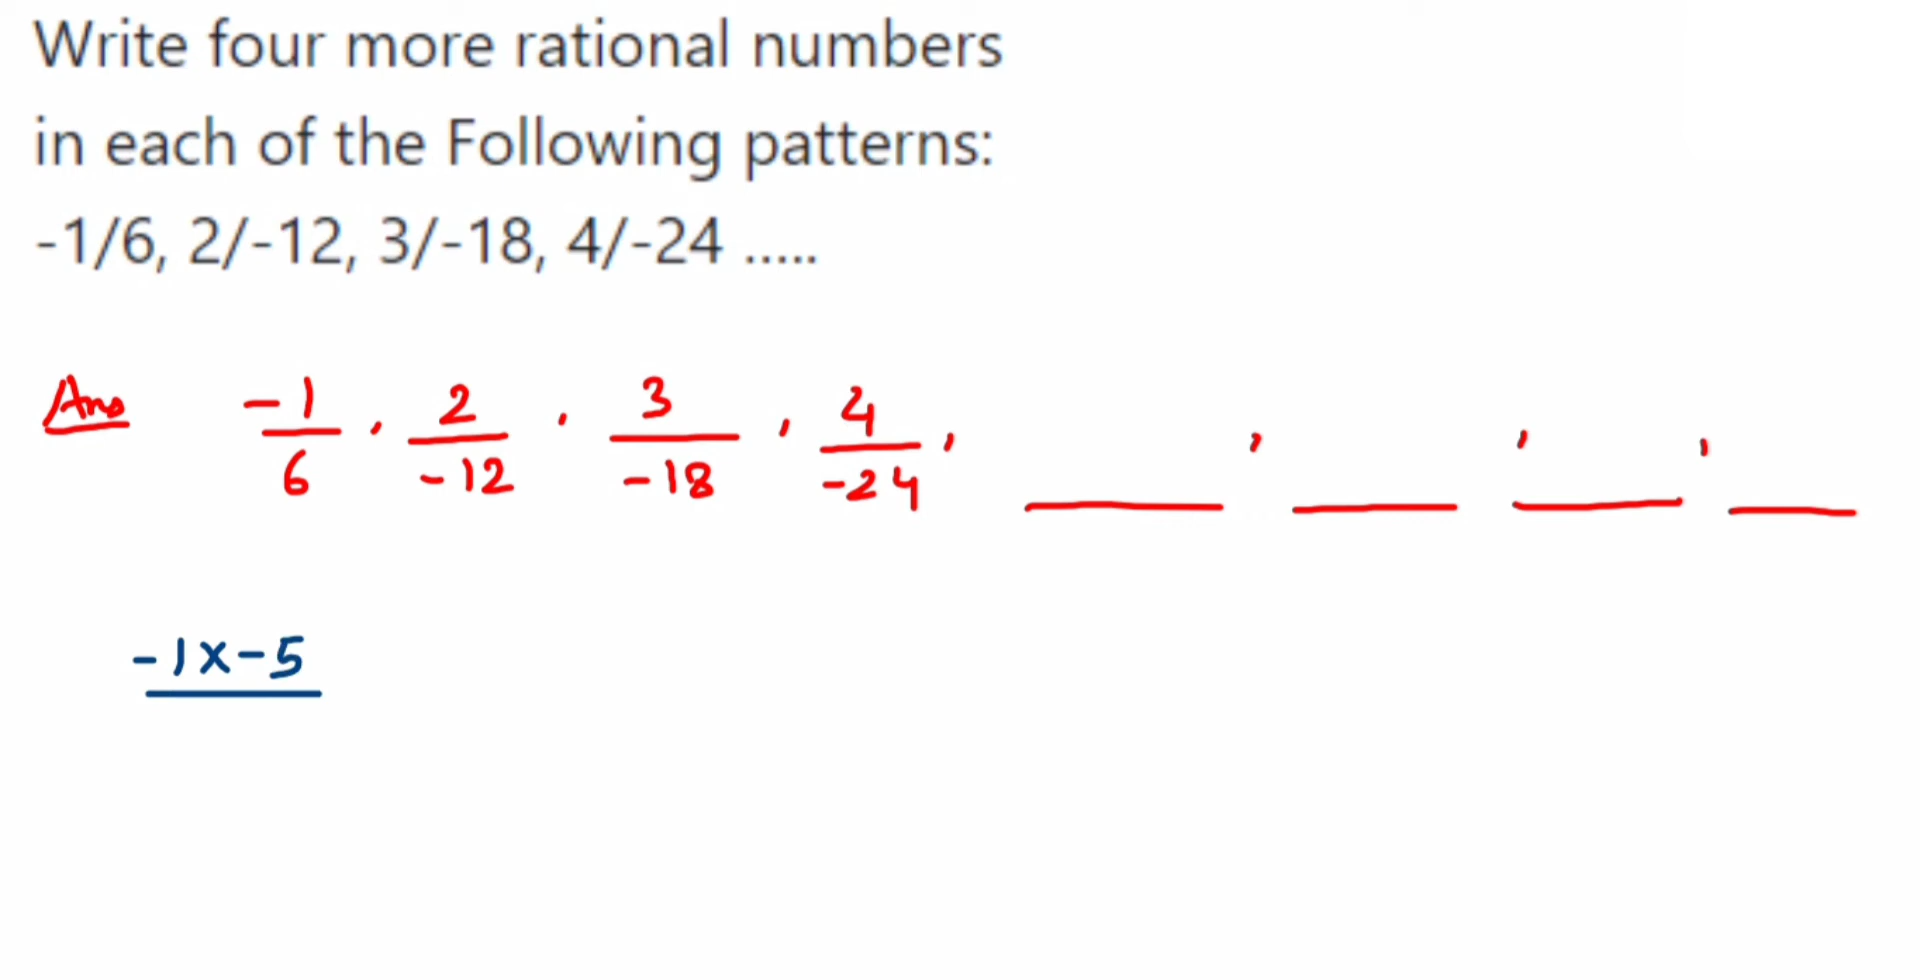 Write four more rational numbers
in each of the Following patterns:
-1/6, 2/-12, 3/-18, 4/-24 .....
Ans -1/6, 2/-12, 3/-18, 4/-24, ____, ____, ____, ____
-1x-5